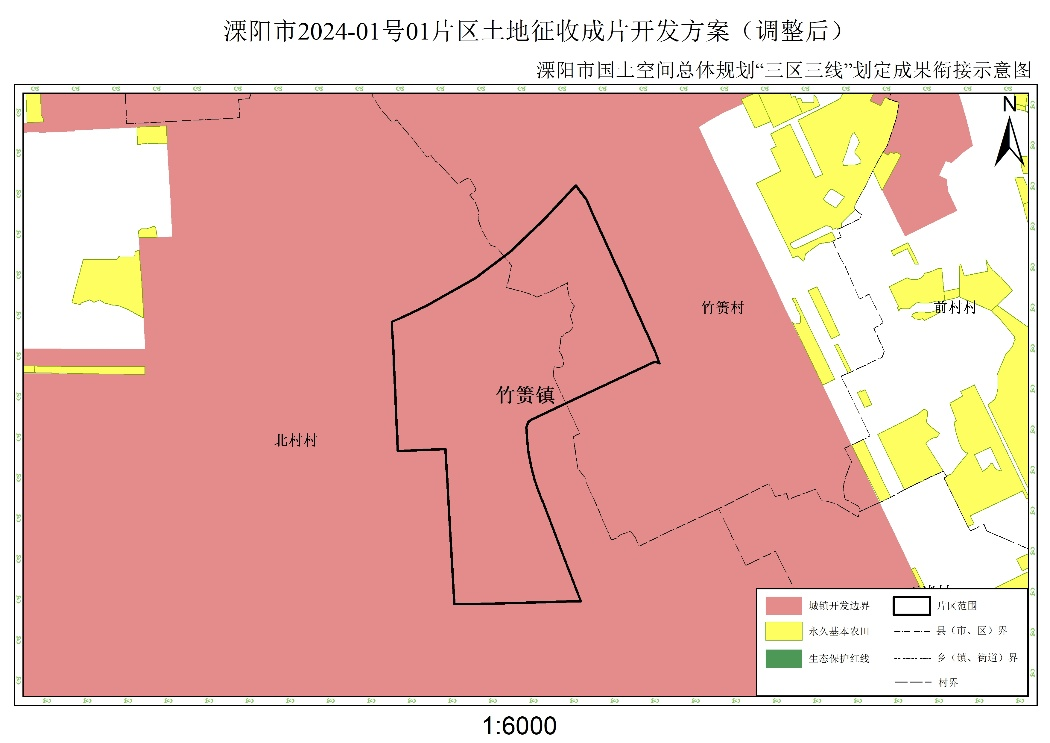 溧阳市2024-01号01片区土地征收成片开发方案（调整后）
溧阳市国土空间总体规划“三区三线”划定成果衔接示意图
N
竹箦村
前村村
竹箦镇
北村村
城镇开发边界
片区范围
永久基本农田
县（市、区）界
生态保护红线
乡（镇、街道）界
村界
1:6000